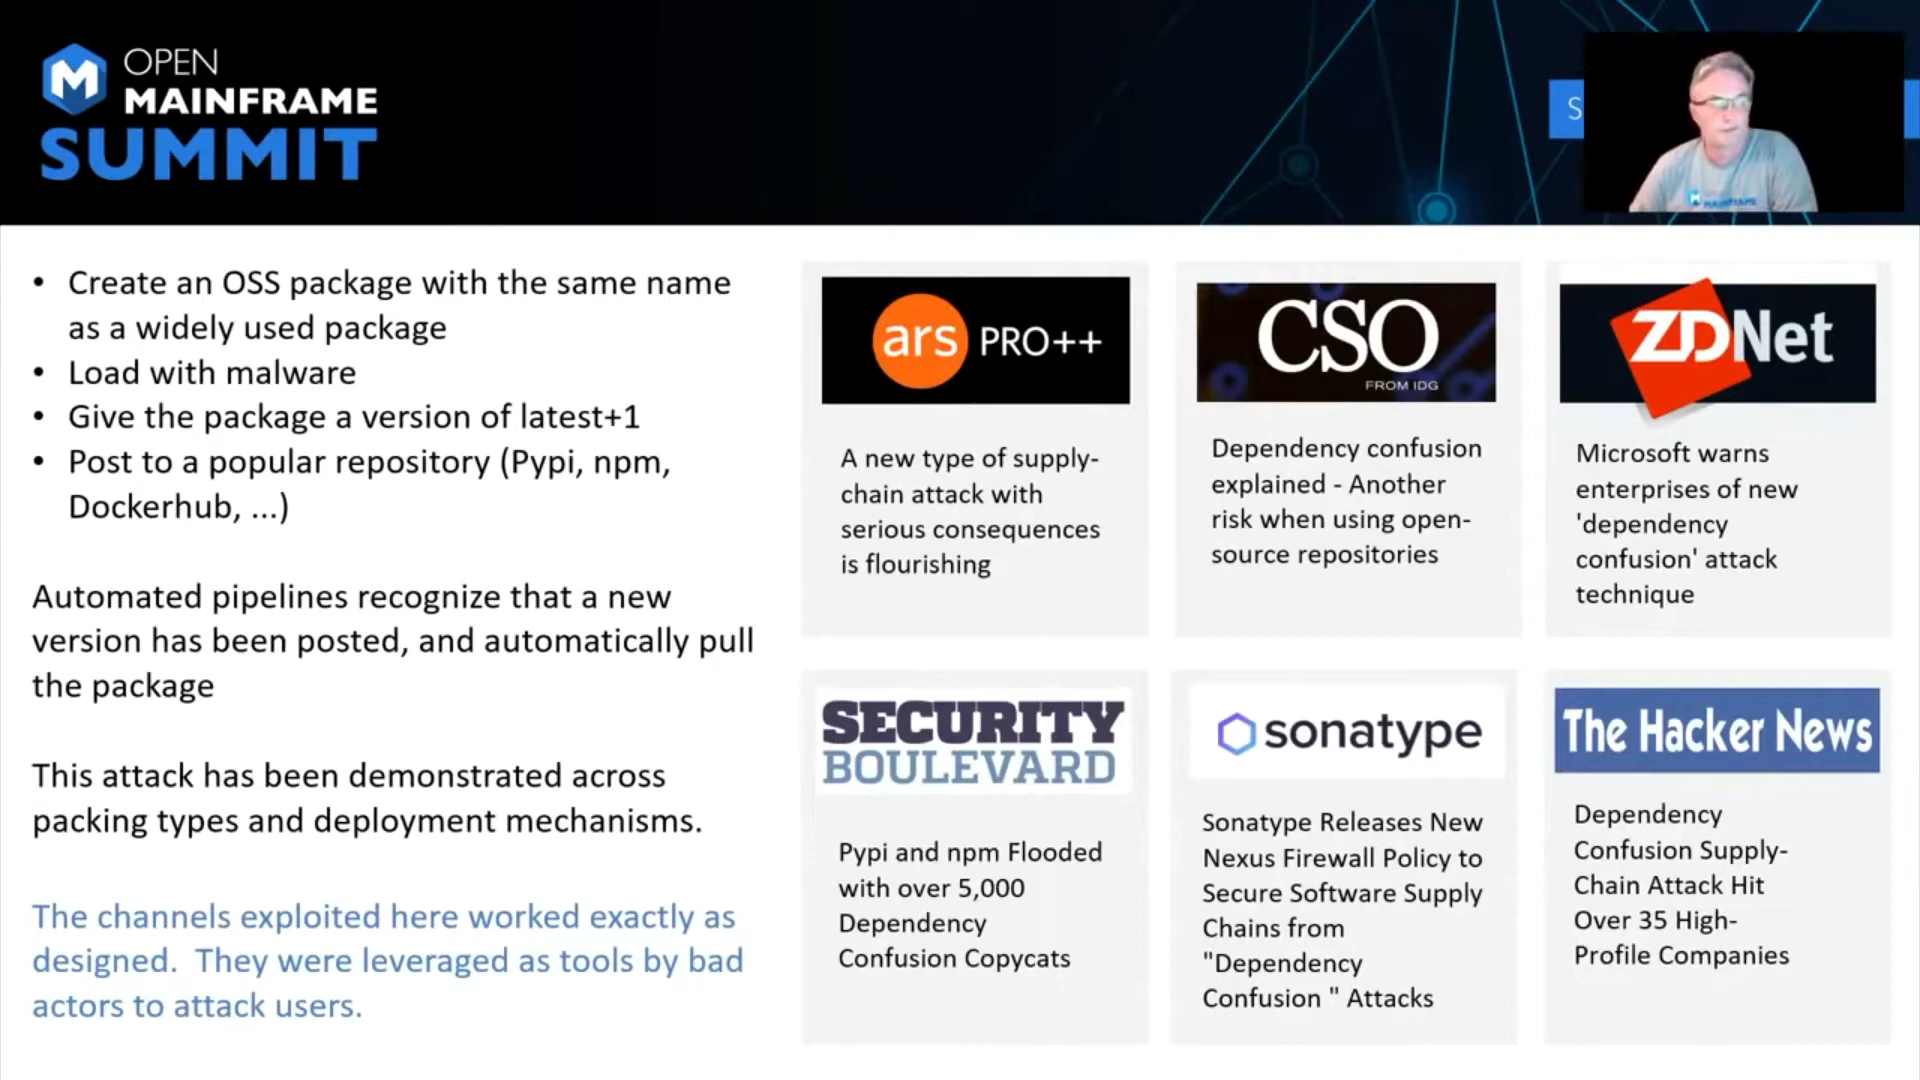 OPEN
MAINFRAME
SUMMIT
S
MAINFRAME
• Create an OSS package with the same name
as a widely used package
• Load with malware
• Give the package a version of latest+1
• Post to a popular repository (Pypi, npm,
Dockerhub, ...)
Automated pipelines recognize that a new
version has been posted, and automatically pull
the package
This attack has been demonstrated across
packing types and deployment mechanisms.
The channels exploited here worked exactly as
designed.  They were leveraged as tools by bad
actors to attack users.
ars PRO++
A new type of supply-
chain attack with
serious consequences
is flourishing
CSO
FROM IDG
Dependency confusion
explained - Another
risk when using open-
source repositories
ZDNet
Microsoft warns
enterprises of new
'dependency
confusion' attack
technique
SECURITY
BOULEVARD
Pypi and npm Flooded
with over 5,000
Dependency
Confusion Copycats
sonatype
Sonatype Releases New
Nexus Firewall Policy to
Secure Software Supply
Chains from
"Dependency
Confusion " Attacks
The Hacker News
Dependency
Confusion Supply-
Chain Attack Hit
Over 35 High-
Profile Companies